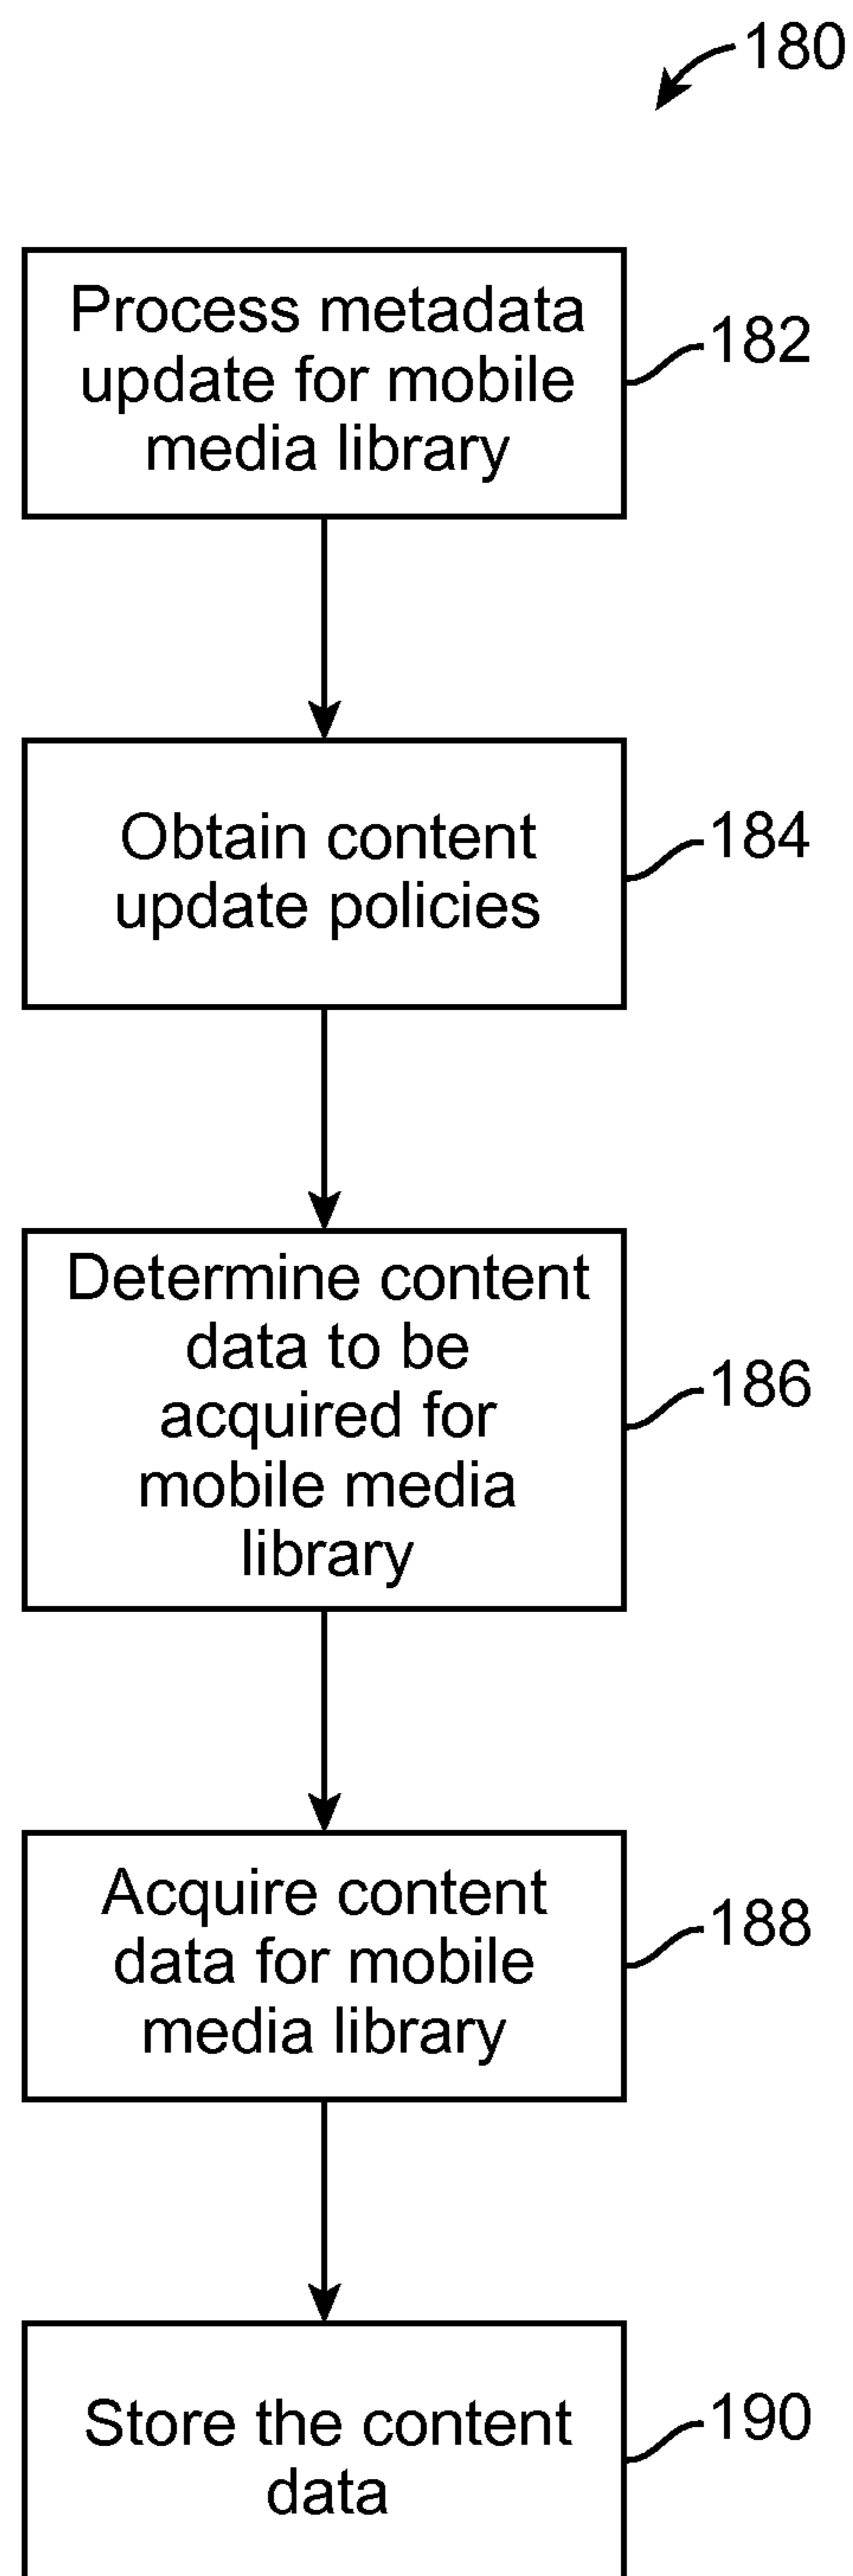 180
Process metadata
update for mobile
media library
182
Obtain content
update policies
184
Determine content
data to be
acquired for
mobile media
library
186
Acquire content
data for mobile
media library
188
Store the content
data
190